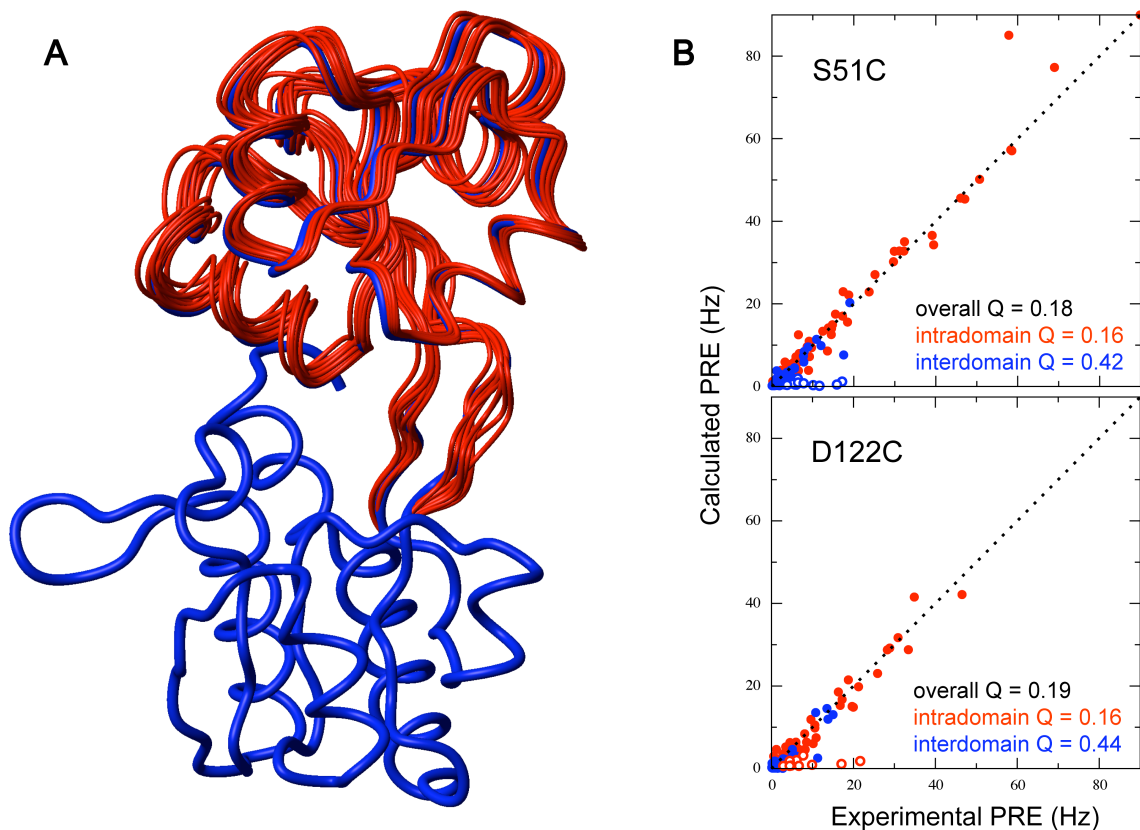 A
B
S51C
80
60
40
20
0
overall Q = 0.18
intradomain Q = 0.16
interdomain Q = 0.42
Calculated PRE (Hz)
D122C
80
60
40
20
0
overall Q = 0.19
intradomain Q = 0.16
interdomain Q = 0.44
0 20 40 60 80
Experimental PRE (Hz)